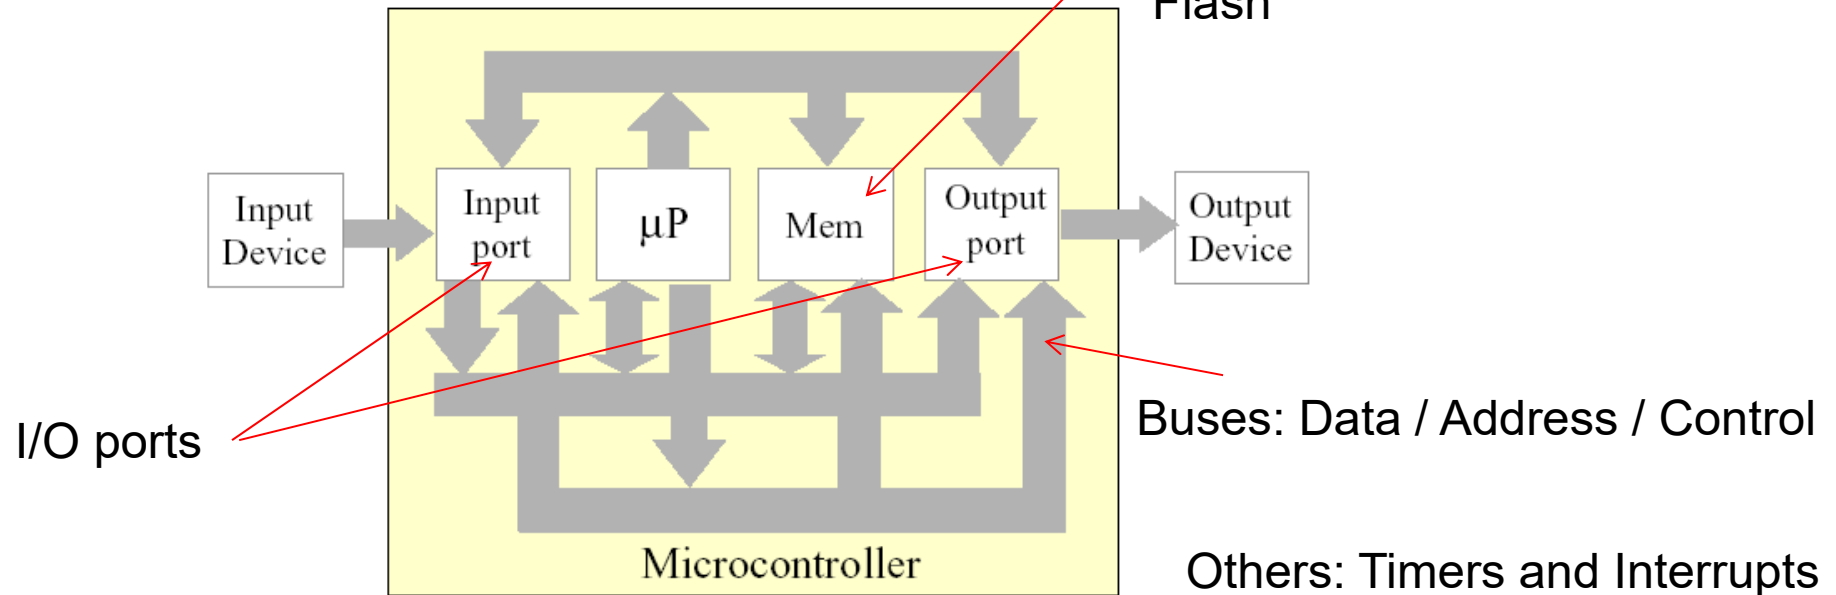 Flash
Input
Device
Input
port
μP
Mem
Output
port
Output
Device
I/O ports
Buses: Data / Address / Control
Microcontroller
Others: Timers and Interrupts